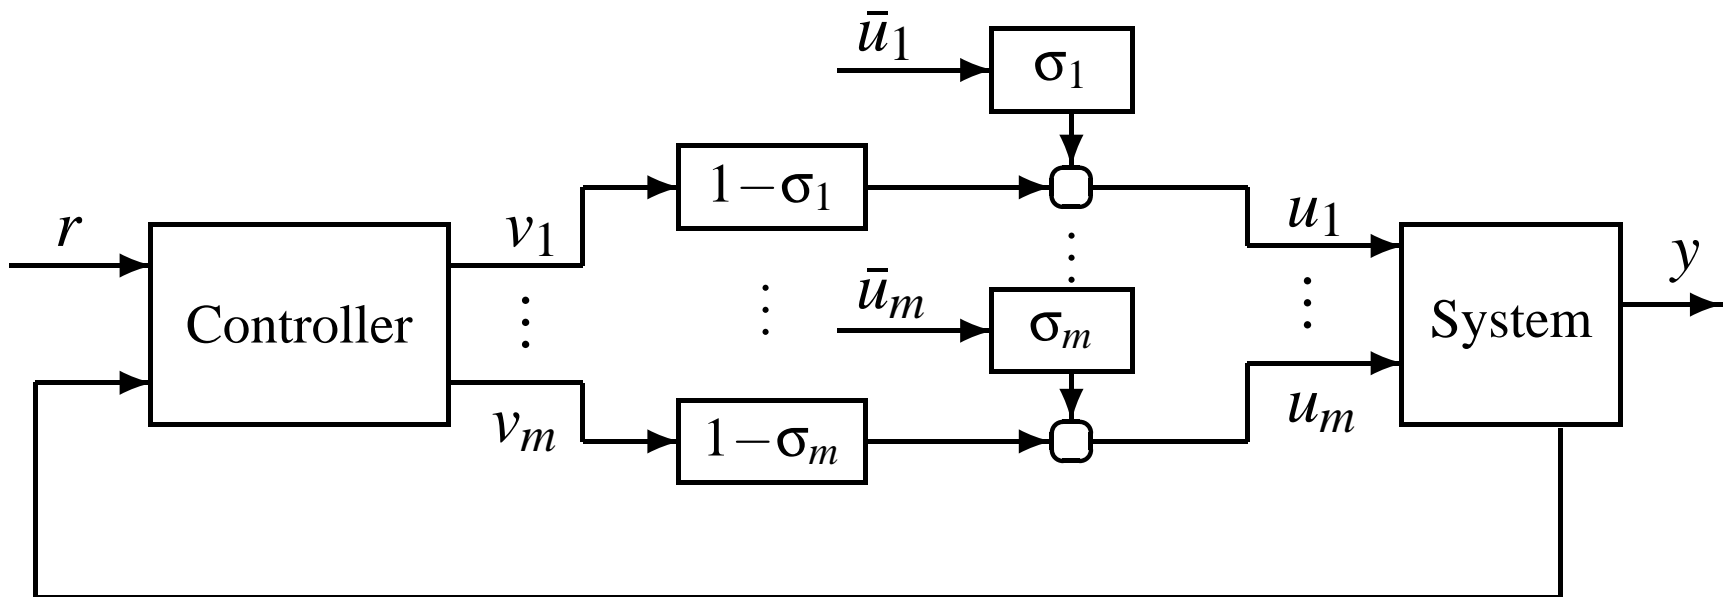 ū₁
σ₁
1−σ₁
r
v₁
u₁
y
⋮
ūₘ
⋮
⋮
⋮
Controller
σₘ
System
vₘ
uₘ
1−σₘ